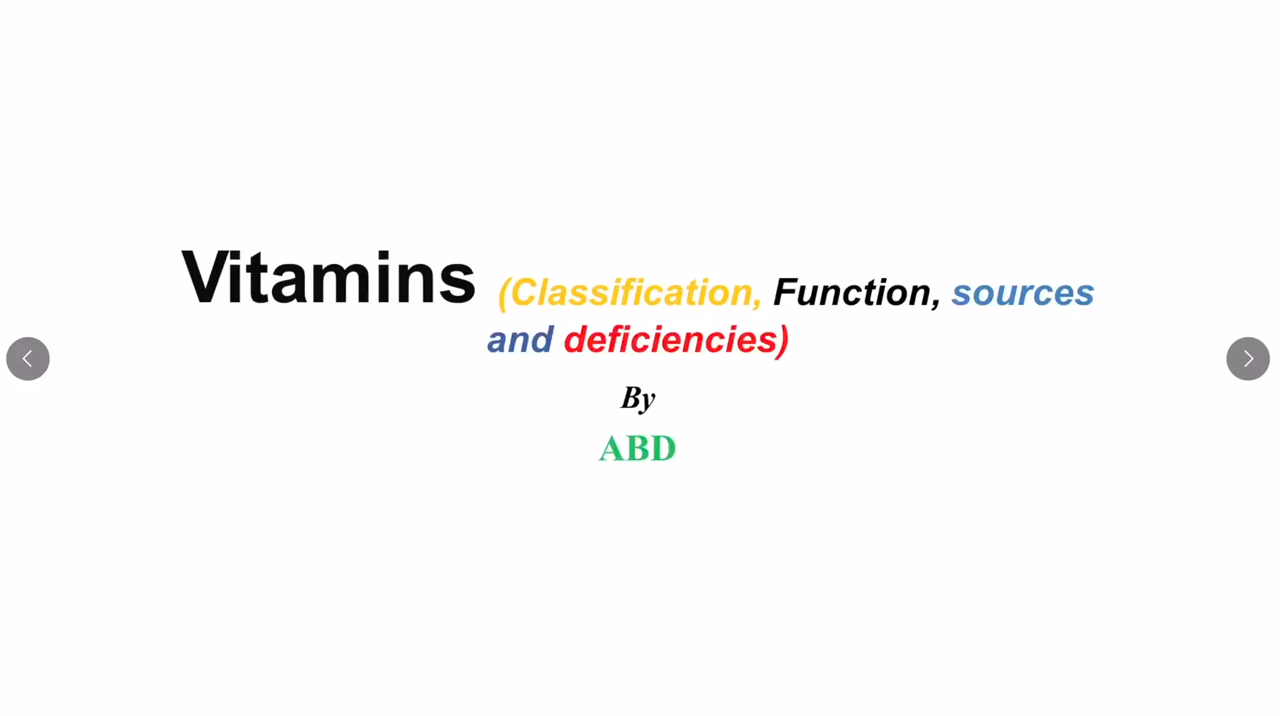 Vitamins (Classification, Function, sources
and deficiencies)
By
ABD